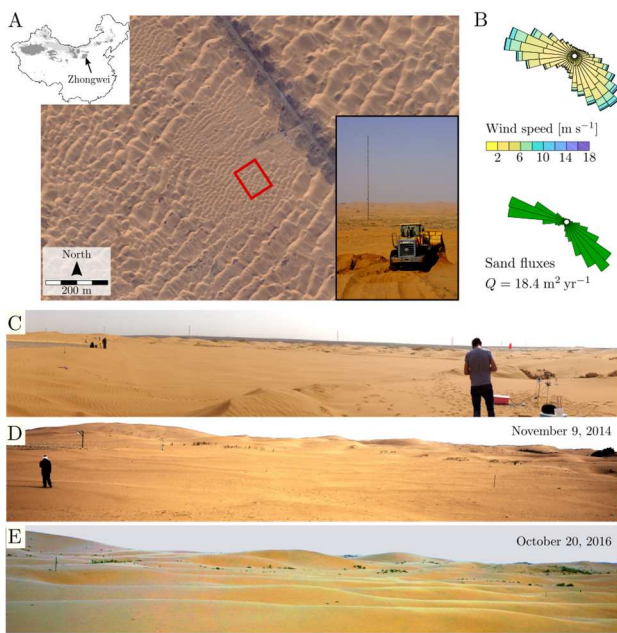 A
Zhongwei
North
200 m
B
Wind speed [m s⁻¹]
2 6 10 14 18
Sand fluxes
Q = 18.4 m² yr⁻¹
C
D
November 9, 2014
E
October 20, 2016